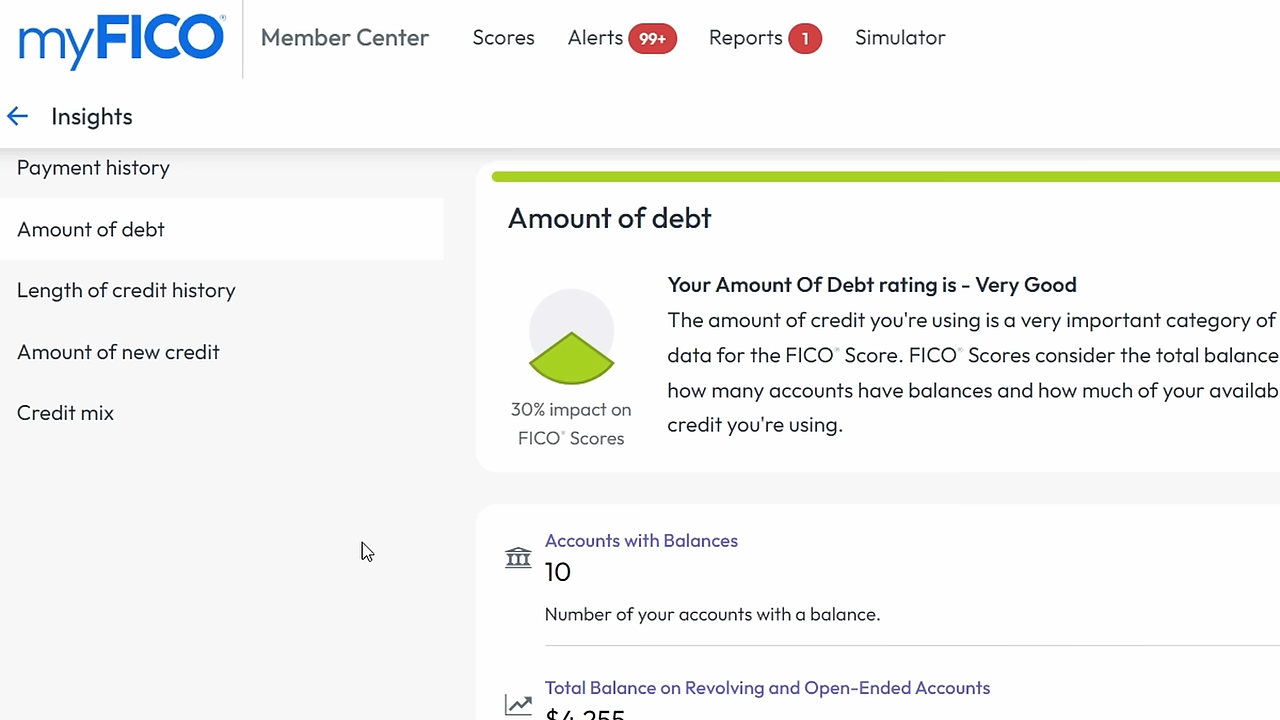 myFICO®
Member Center
Scores
Alerts 99+
Reports 1
Simulator
Insights
Payment history
Amount of debt
Length of credit history
Amount of new credit
Credit mix
Amount of debt
30% impact on
FICO® Scores
Your Amount Of Debt rating is - Very Good
The amount of credit you're using is a very important category of
data for the FICO® Score. FICO® Scores consider the total balance
how many accounts have balances and how much of your availab
credit you're using.
Accounts with Balances
10
Number of your accounts with a balance.
Total Balance on Revolving and Open-Ended Accounts
$4,255